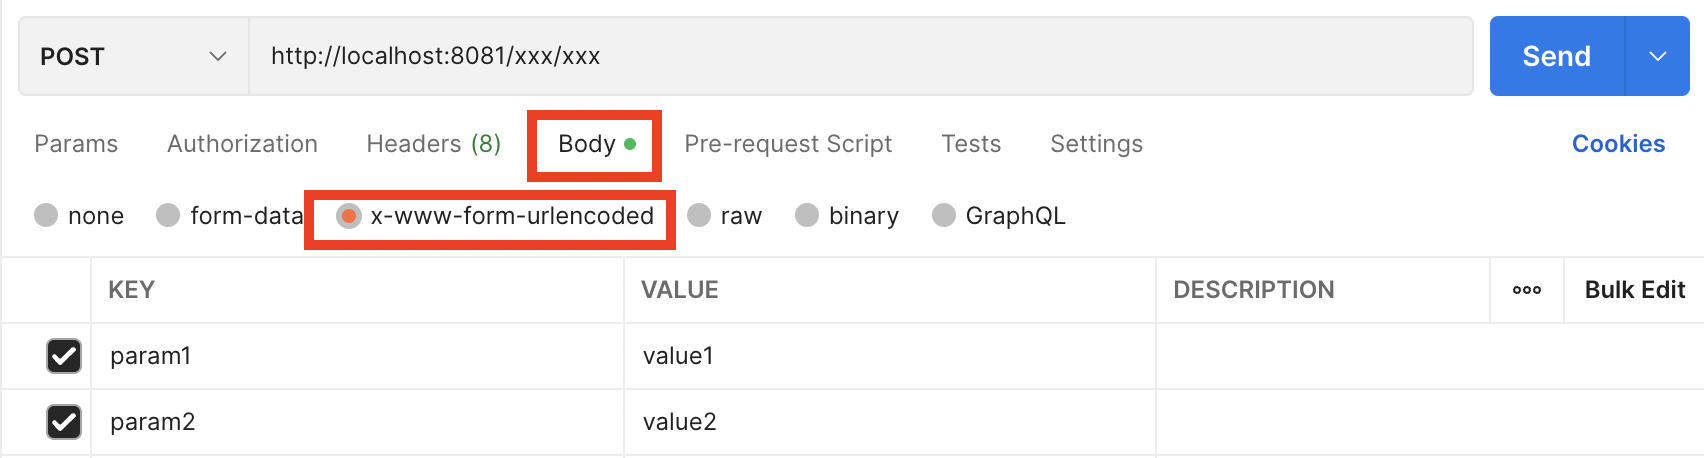 POST http://localhost:8081/xxx/xxx Send
Params Authorization Headers (8) Body Pre-request Script Tests Settings Cookies
none form-data x-www-form-urlencoded raw binary GraphQL
KEY VALUE DESCRIPTION Bulk Edit
param1 value1
param2 value2